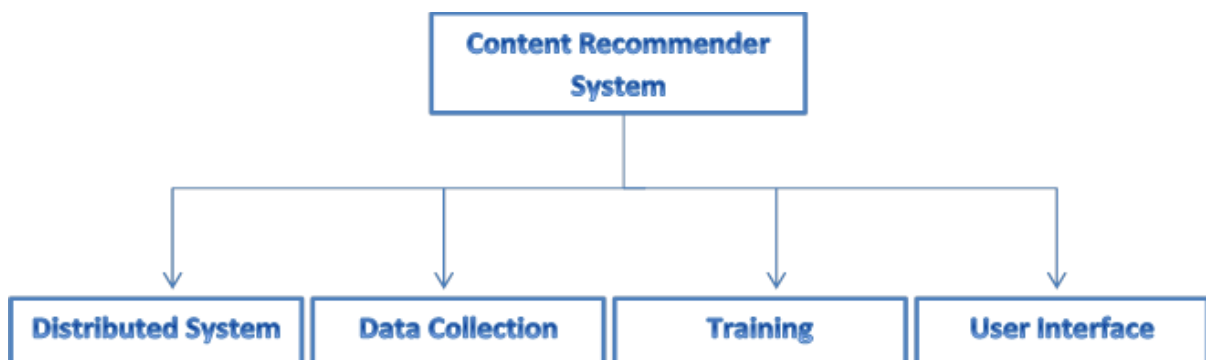 Content Recommender
System
Distributed System
Data Collection
Training
User Interface